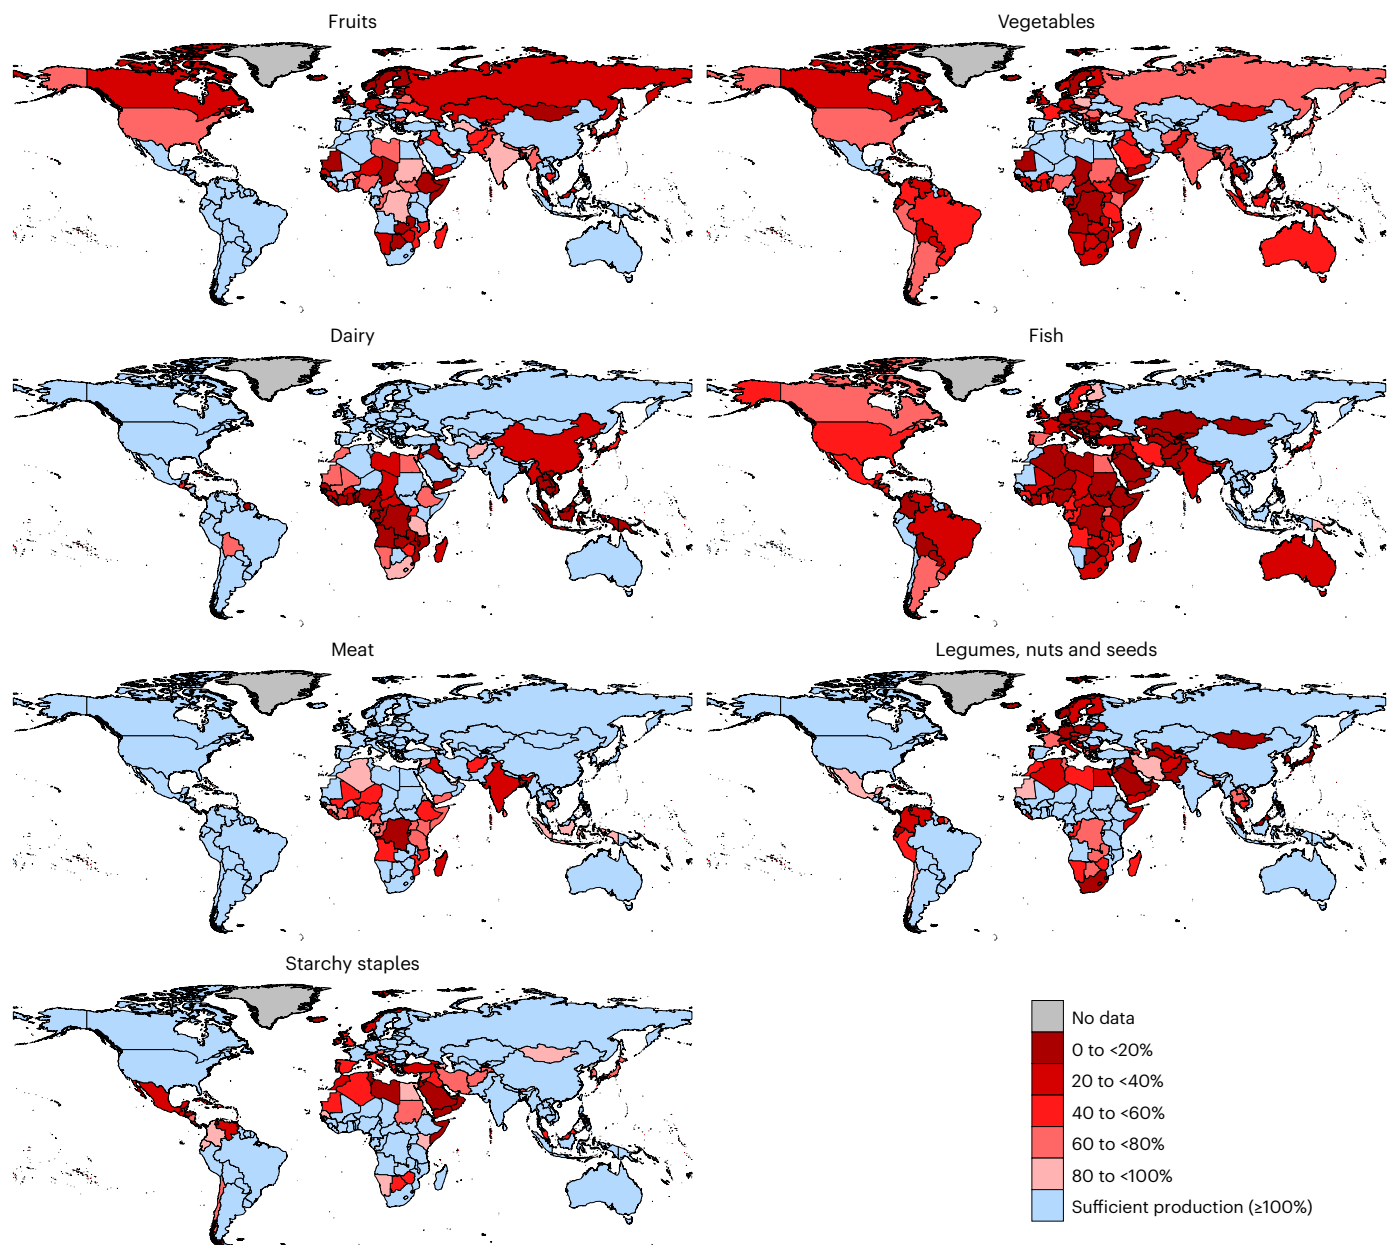 Fruits
Vegetables
Dairy
Fish
Meat
Legumes, nuts and seeds
Starchy staples
No data
0 to <20%
20 to <40%
40 to <60%
60 to <80%
80 to <100%
Sufficient production (≥100%)